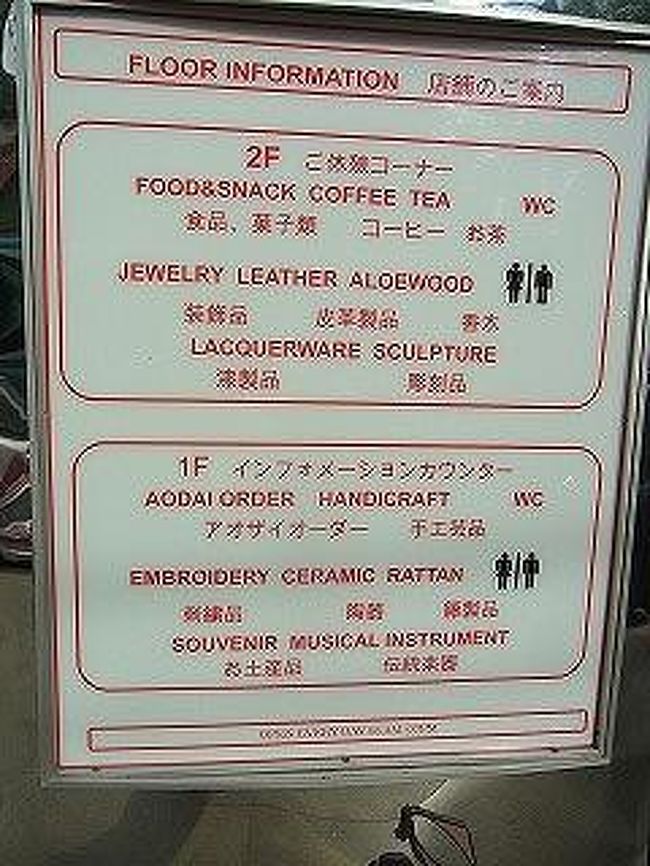 FLOOR INFORMATION 店舗のご案内
2F ご休憩コーナー
FOOD&SNACK COFFEE TEA WC
食品、菓子類 コーヒー お茶
JEWELRY LEATHER ALOEWOOD
装飾品 皮革製品 香木
LACQUERWARE SCULPTURE
漆製品 彫刻品
1F インフォメーションカウンター
AODAI ORDER HANDICRAFT WC
アオザイオーダー 手工芸品
EMBROIDERY CERAMIC RATTAN
刺繍品 陶器 籐製品
SOUVENIR MUSICAL INSTRUMENT
お土産品 伝統楽器